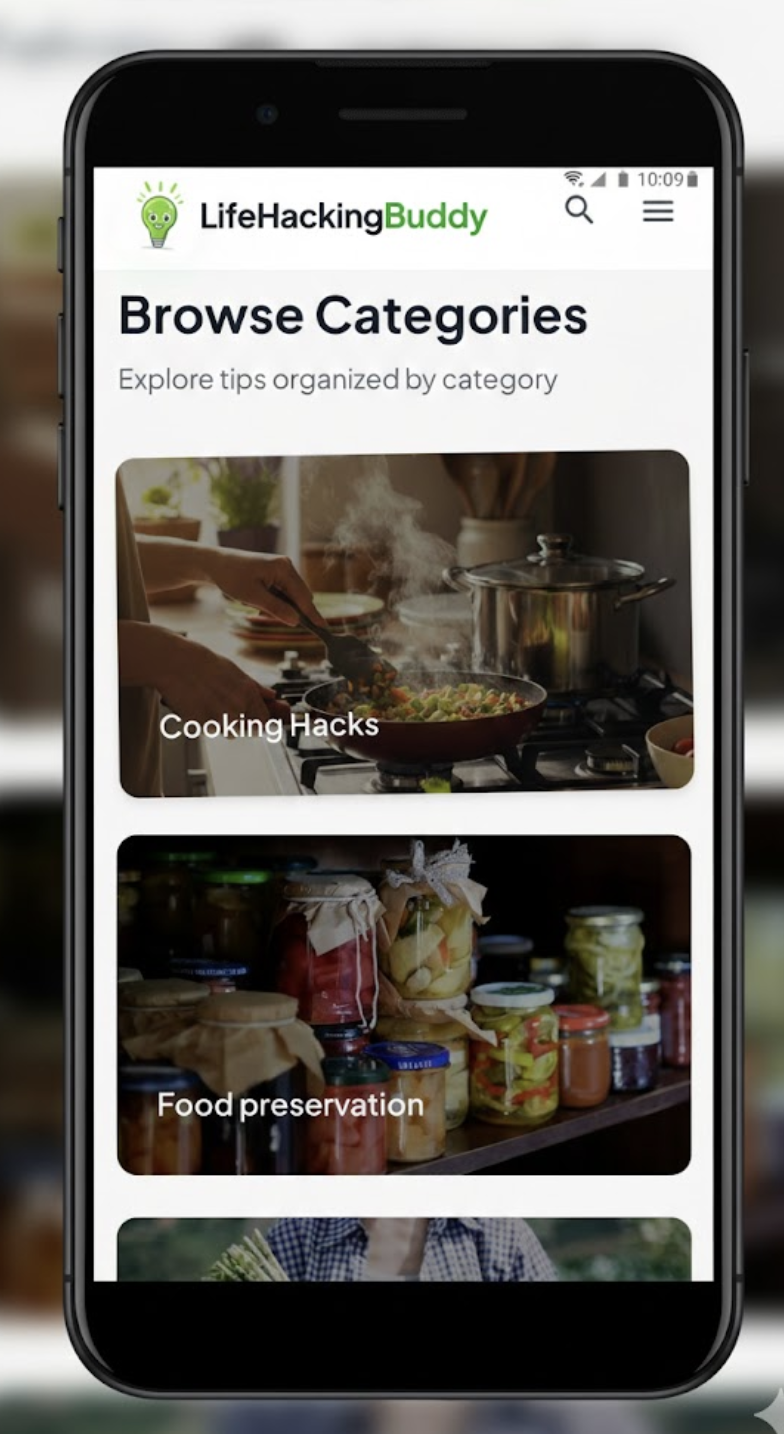 10:09
LifeHackingBuddy
Browse Categories
Explore tips organized by category
Cooking Hacks
Food preservation